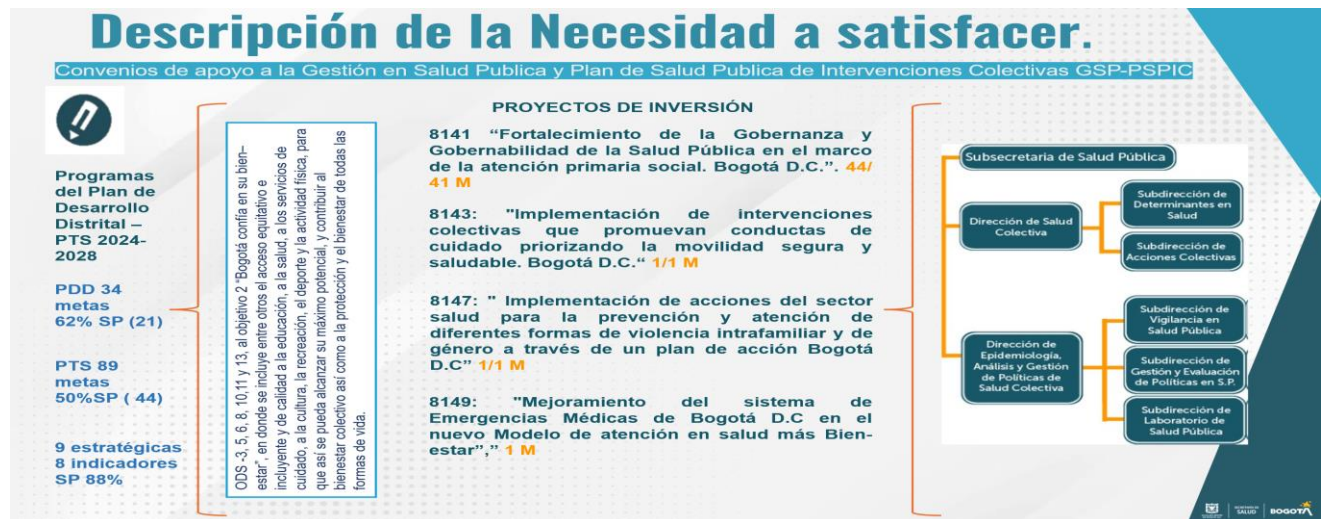 Descripción de la Necesidad a satisfacer.
Convenios de apoyo a la Gestión en Salud Publica y Plan de Salud Publica de Intervenciones Colectivas GSP-PSPIC
Programas
del Plan de
Desarrollo
Distrital –
PTS 2024-
2028
PDD 34
metas
62% SP (21)
PTS 89
metas
50%SP ( 44)
9 estratégicas
8 indicadores
SP 88%
ODS -3, 5, 6, 8, 10,11 y 13, al objetivo 2 "Bogotá confía en su bien–
estar", en donde se incluye entre otros el acceso equitativo e
incluyente y de calidad a la educación, a la salud, a los servicios de
cuidado, a la cultura, la recreación, el deporte y la actividad física, para
que así se pueda alcanzar su máximo potencial, y contribuir al
bienestar colectivo así como a la protección y el bienestar de todas las
formas de vida.
PROYECTOS DE INVERSIÓN
8141 “Fortalecimiento de la Gobernanza y
Gobernabilidad de la Salud Pública en el marco
de la atención primaria social. Bogotá D.C.”. 44/
41 M
8143: "Implementación de intervenciones
colectivas que promuevan conductas de
cuidado priorizando la movilidad segura y
saludable. Bogotá D.C.“ 1/1 M
8147: " Implementación de acciones del sector
salud para la prevención y atención de
diferentes formas de violencia intrafamiliar y de
género a través de un plan de acción Bogotá
D.C” 1/1 M
8149: "Mejoramiento del sistema de
Emergencias Médicas de Bogotá D.C en el
nuevo Modelo de atención en salud más Bien-
estar”,” 1 M
Subsecretaria de Salud Pública
Dirección de Salud
Colectiva
Subdirección de
Determinantes en
Salud
Subdirección de
Acciones Colectivas
Dirección de
Epidemiología,
Análisis y Gestión
de Políticas de
Salud Colectiva
Subdirección de
Vigilancia en
Salud Pública
Subdirección de
Gestión y Evaluación
de Políticas en S.P.
Subdirección de
Laboratorio de
Salud Pública
SALUD
BOGOTÁ